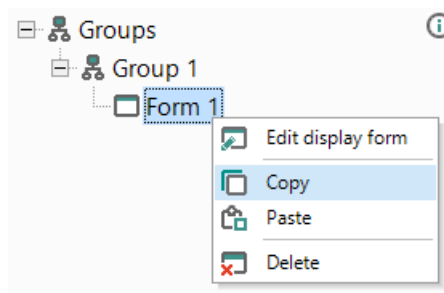 Groups
Group 1
Form 1
Edit display form
Copy
Paste
Delete